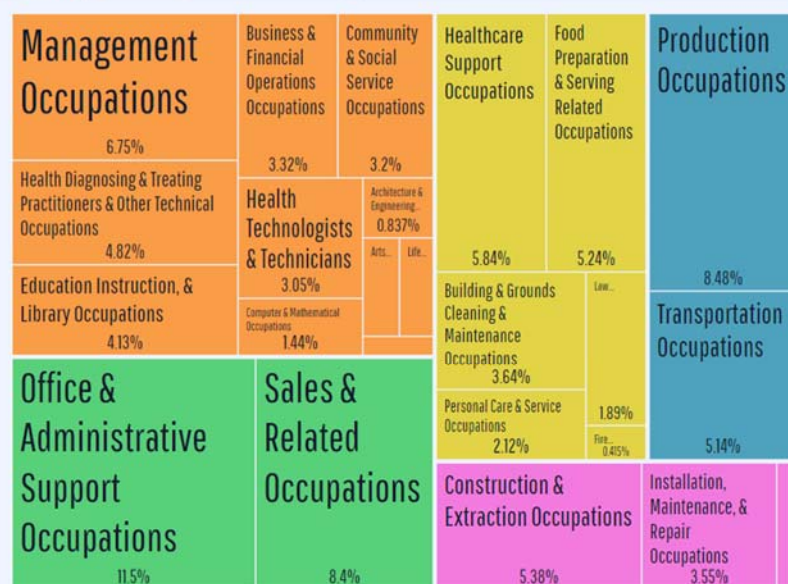 Management
Occupations
6.75%
Health Diagnosing & Treating
Practitioners & Other Technical
Occupations
4.82%
Education Instruction, &
Library Occupations
4.13%
Business &
Financial
Operations
Occupations
3.32%
Community
& Social
Service
Occupations
3.2%
Health
Technologists
& Technicians
3.05%
Architecture &
Engineering...
0.837%
Arts...
Life...
Computer & Mathematical
Occupations
1.44%
Office &
Administrative
Support
Occupations
11.5%
Sales &
Related
Occupations
8.4%
Healthcare
Support
Occupations
5.84%
Food
Preparation
& Serving
Related
Occupations
5.24%
Building & Grounds
Cleaning &
Maintenance
Occupations
3.64%
Law...
1.89%
Personal Care & Service
Occupations
2.12%
Fire...
0.415%
Production
Occupations
8.48%
Transportation
Occupations
5.14%
Construction &
Extraction Occupations
5.38%
Installation,
Maintenance, &
Repair
Occupations
3.55%